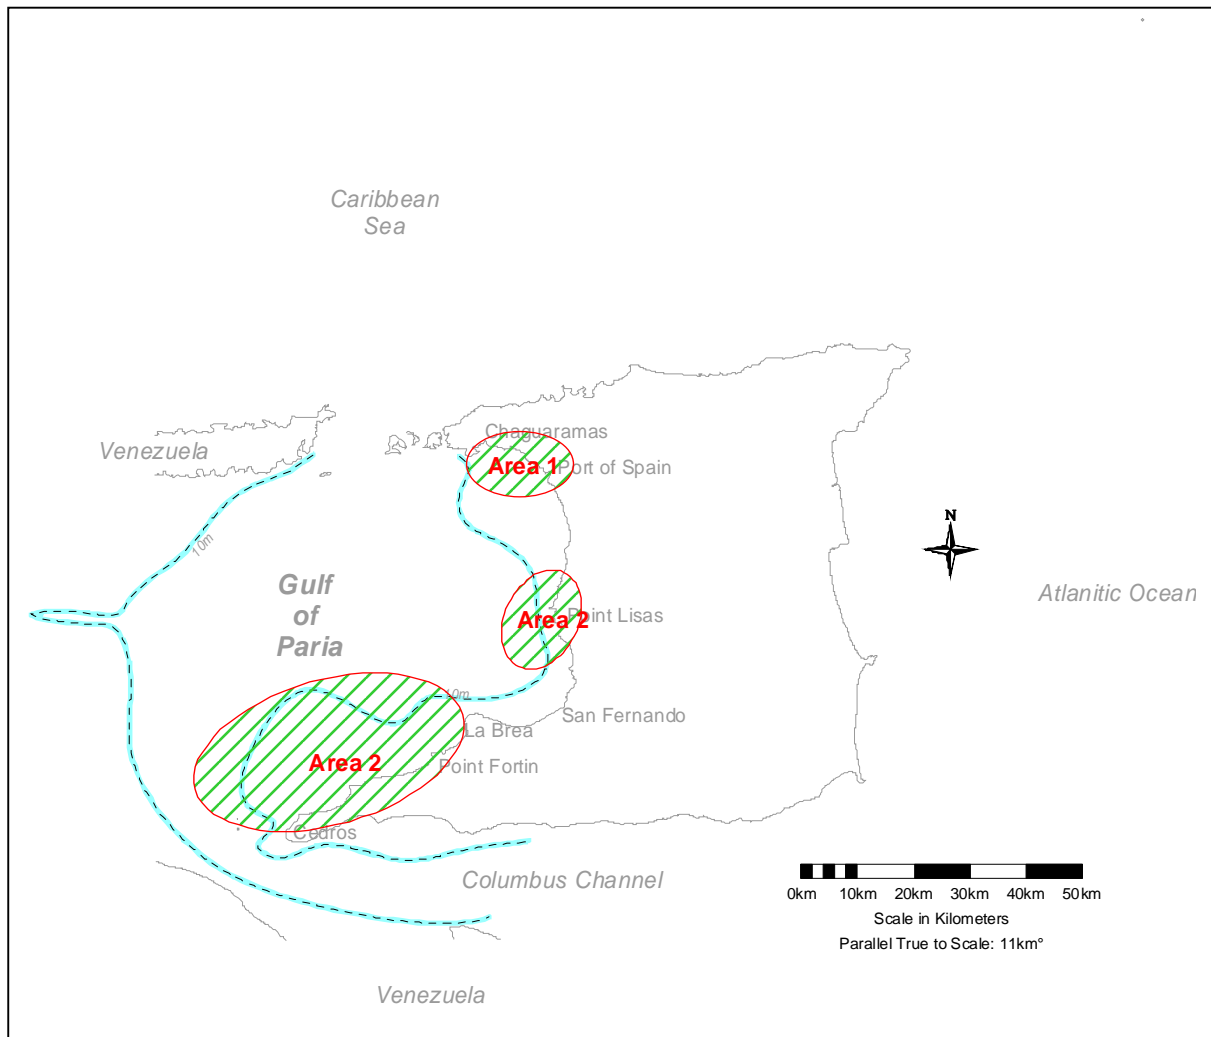 Caribbean
Sea
Chaguaramas
Venezuela
Area 1
Port of Spain
N
10m
Gulf
of
Paria
Atlanitic Ocean
Area 2
Point Lisas
10m
San Fernando
La Brea
Area 2
Point Fortin
Cedros
Columbus Channel
0km 10km 20km 30km 40km 50km
Scale in Kilometers
Parallel True to Scale: 11km°
Venezuela